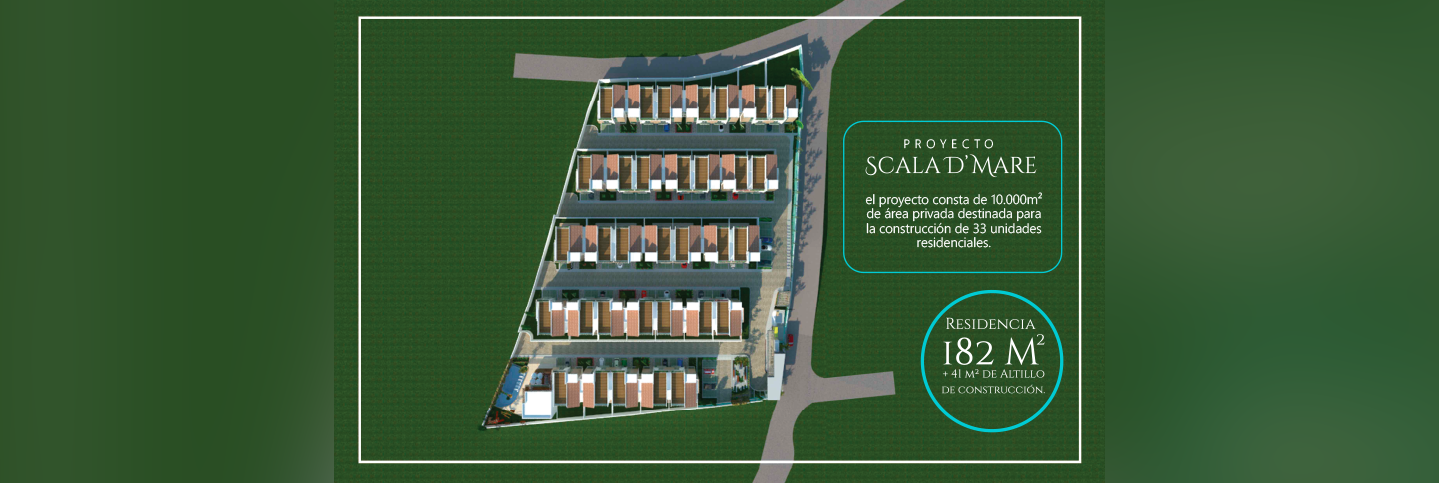 PROYECTO
SCALA D'MARE
el proyecto consta de 10.000m²
de área privada destinada para
la construcción de 33 unidades
residenciales.
RESIDENCIA
182 M²
+ 41 M² DE ALTILLO
DE CONSTRUCCIÓN.